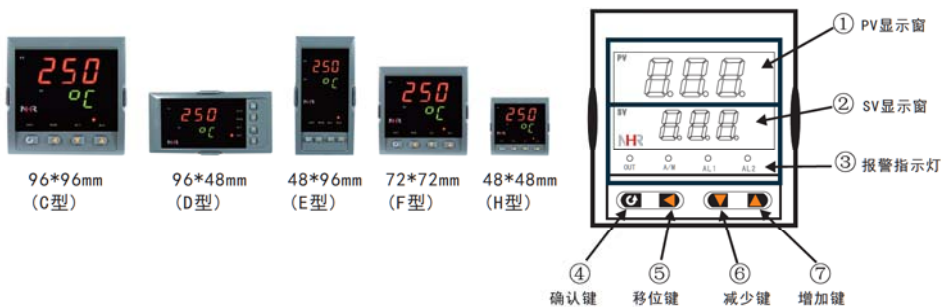 250
℃
NHR
250
℃
250
℃
250
℃
NHR
250
℃
96*96mm
(C型)
96*48mm
(D型)
48*96mm
(E型)
72*72mm
(F型)
48*48mm
(H型)
① PV显示窗
PV
② SV显示窗
SV
NHR
③ 报警指示灯
OUT A/M AL1 AL2
④ ⑤ ⑥ ⑦
确认键 移位键 减少键 增加键